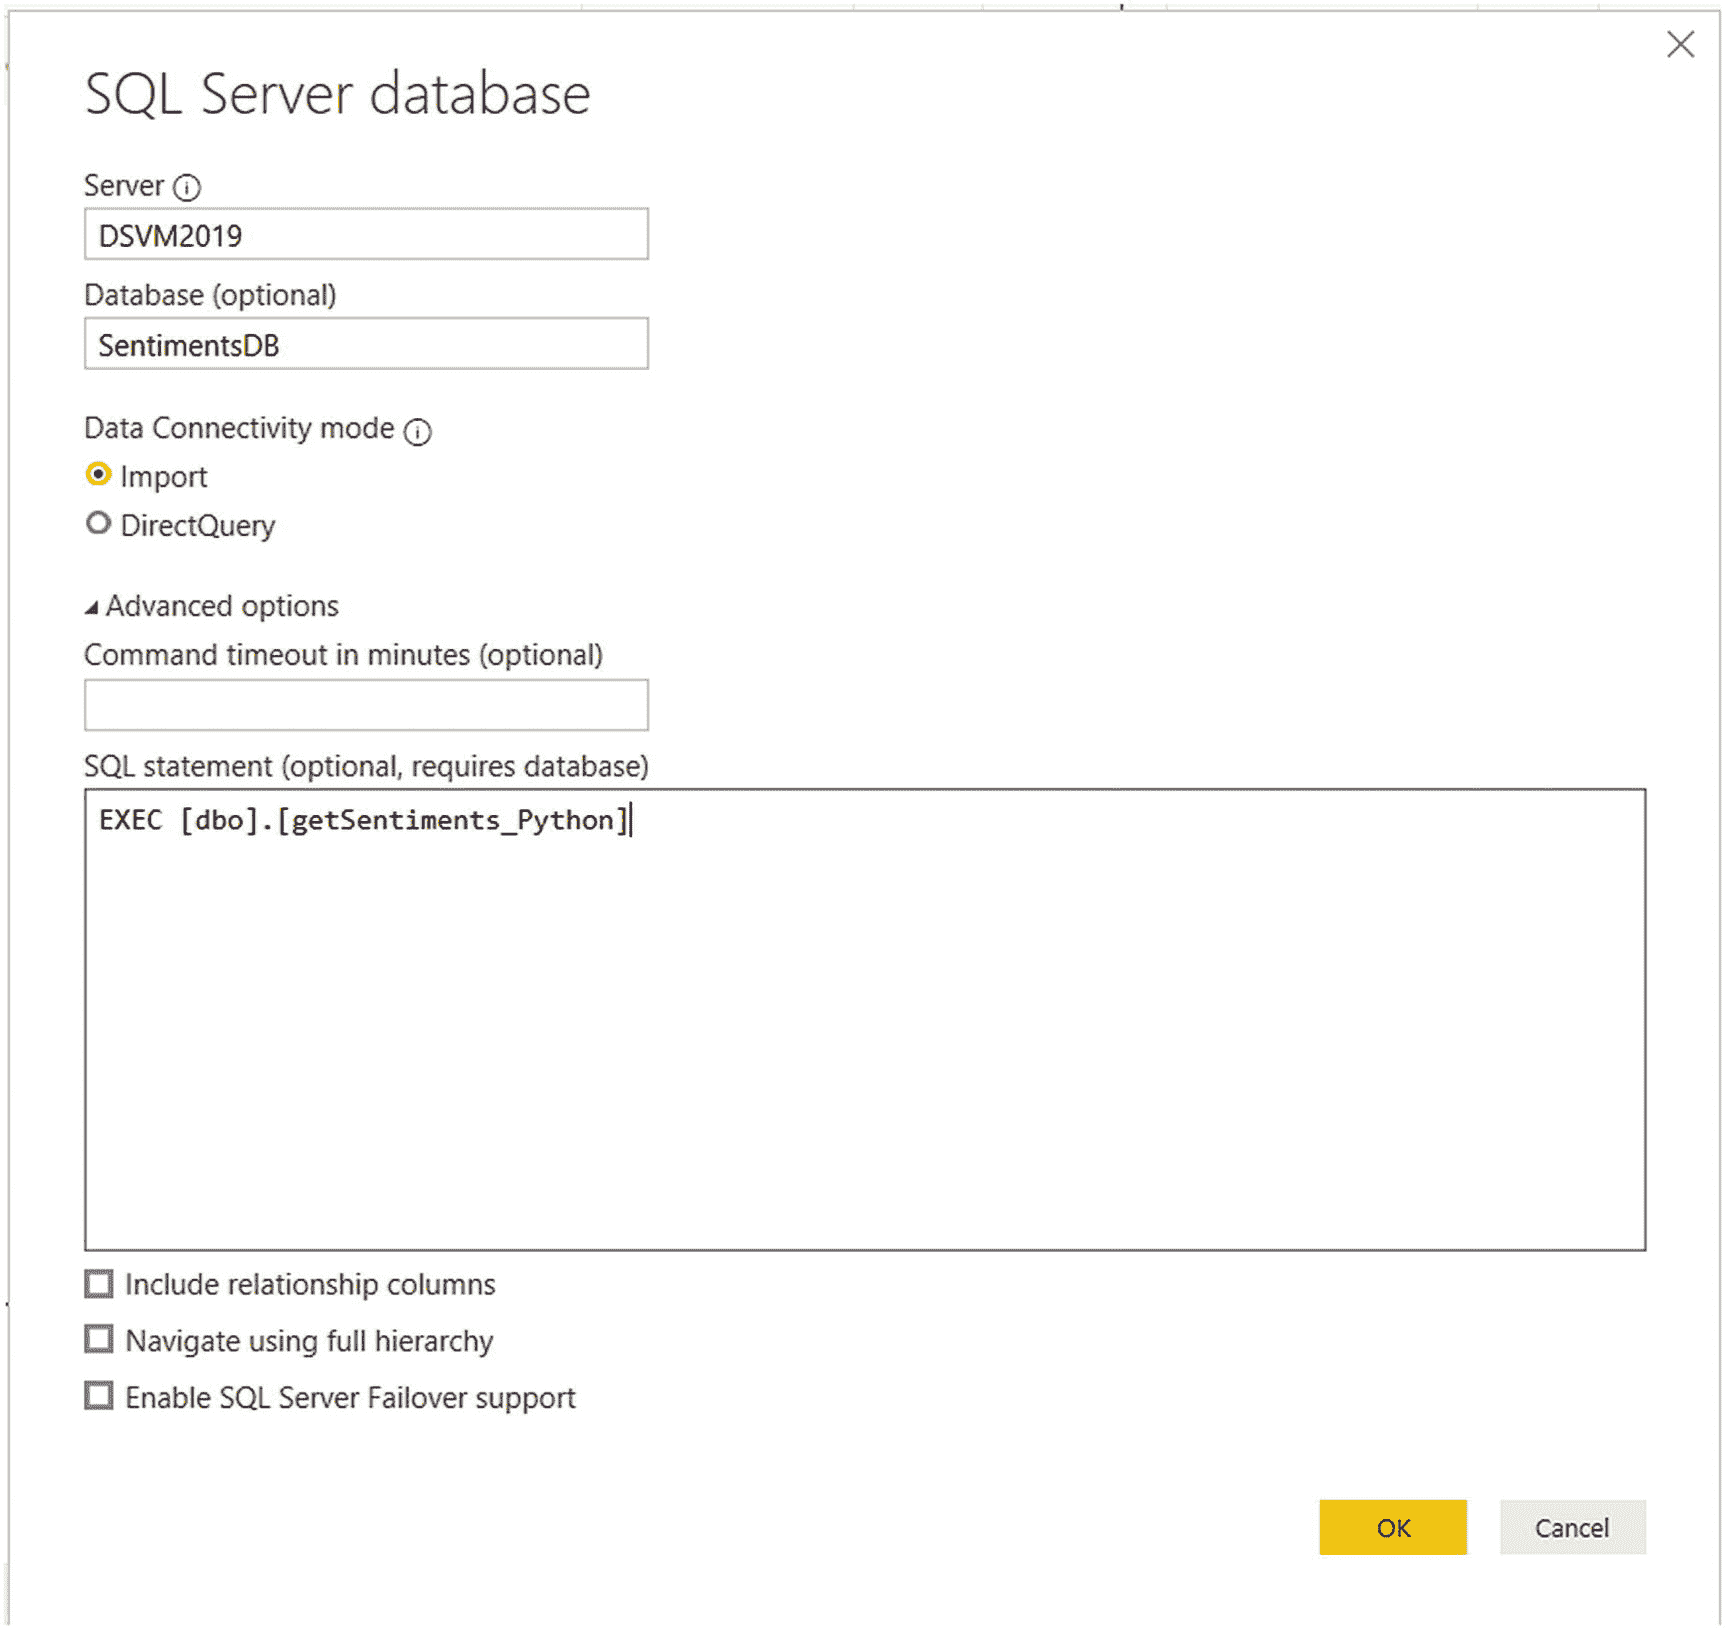 SQL Server database
Server
DSVM2019
Database (optional)
SentimentsDB
Data Connectivity mode
Import
DirectQuery
Advanced options
Command timeout in minutes (optional)
SQL statement (optional, requires database)
EXEC [dbo].[getSentiments_Python]
Include relationship columns
Navigate using full hierarchy
Enable SQL Server Failover support
OK Cancel